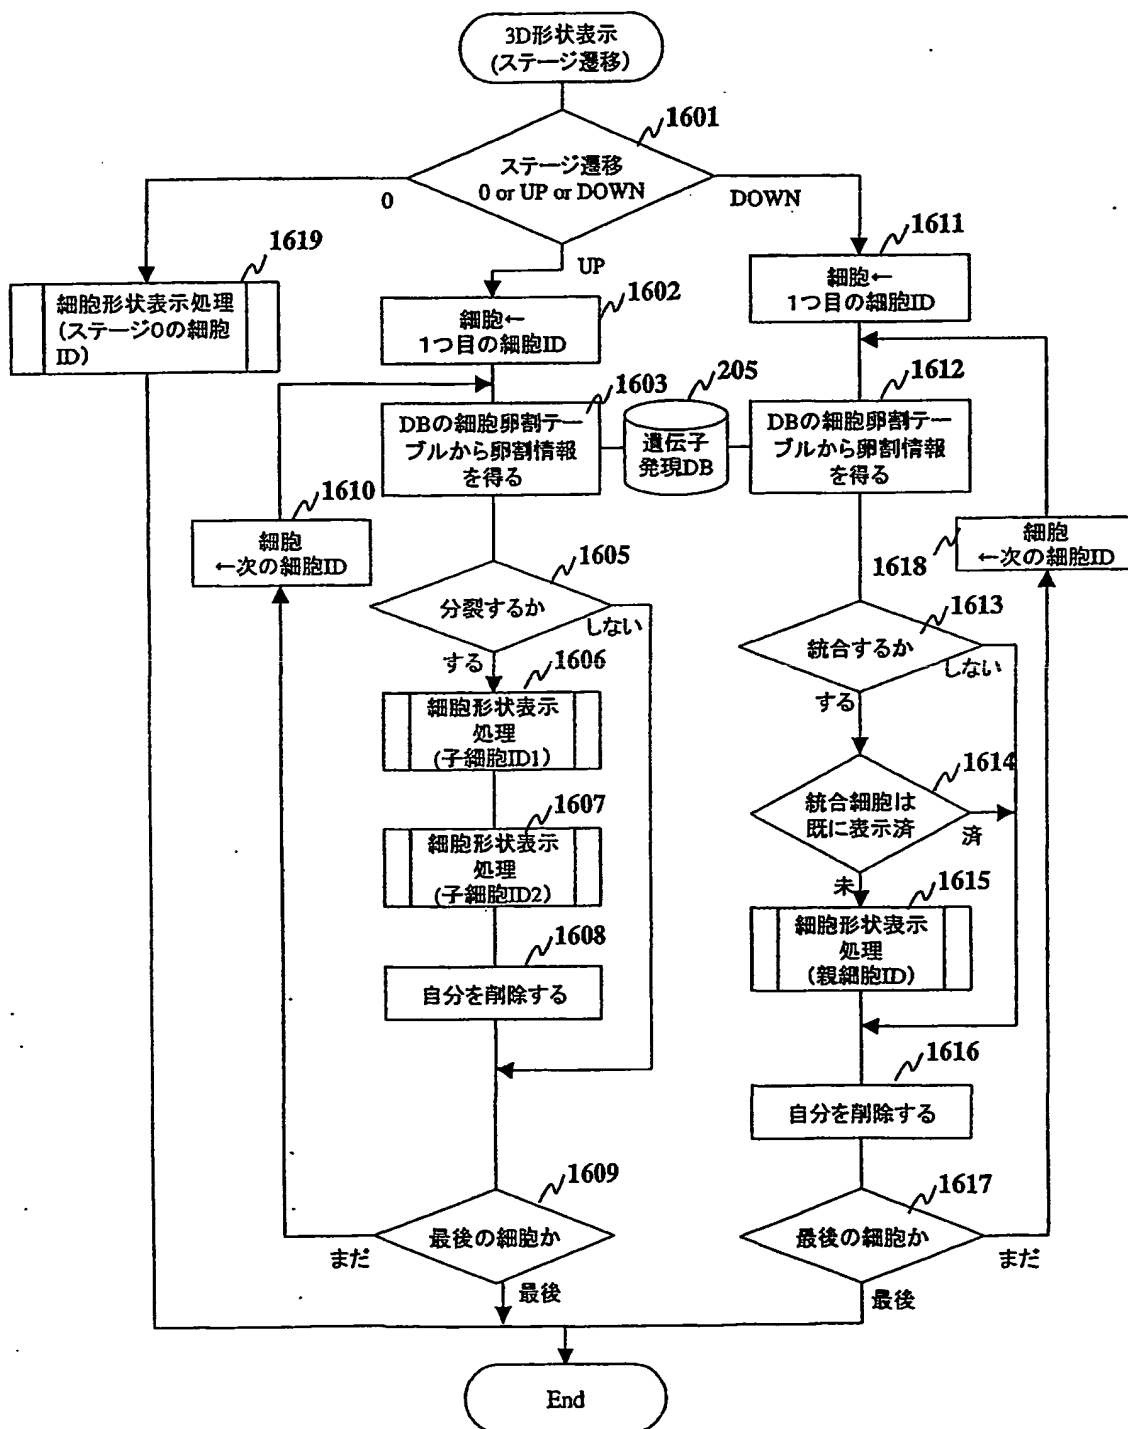 3D形状表示
(ステージ遷移)
1601
ステージ遷移
0 or UP or DOWN
0
DOWN
UP
1619
細胞形状表示処理
(ステージ0の細胞
ID)
1602
細胞←
1つ目の細胞ID
1611
細胞←
1つ目の細胞ID
1603
DBの細胞卵割テー
ブルから卵割情報
を得る
205
遺伝子
発現DB
1612
DBの細胞卵割テー
ブルから卵割情報
を得る
1610
細胞
←次の細胞ID
1618
細胞
←次の細胞ID
1605
分裂するか
しない
する
1613
統合するか
しない
する
1606
細胞形状表示
処理
(子細胞ID1)
1614
統合細胞は
既に表示済
済
未
1607
細胞形状表示
処理
(子細胞ID2)
1615
細胞形状表示
処理
(親細胞ID)
1608
自分を削除する
1616
自分を削除する
1609
最後の細胞か
まだ
最後
1617
最後の細胞か
まだ
最後
End